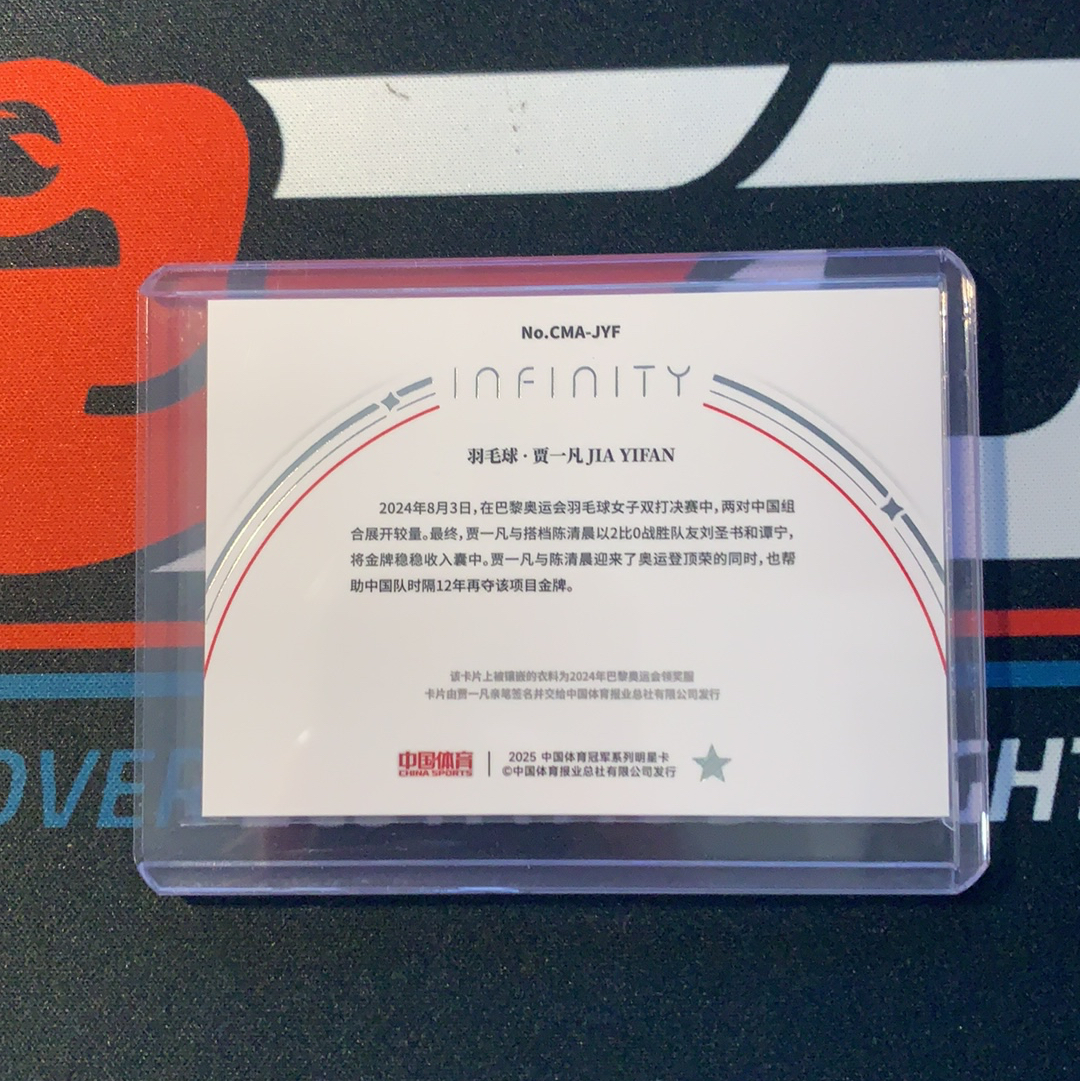 No.CMA-JYF
INFINITY
羽毛球·贾一凡 JIA YIFAN
2024年8月3日,在巴黎奥运会羽毛球女子双打决赛中,两对中国组
合展开较量。最终,贾一凡与搭档陈清晨以2比0战胜队友刘圣书和谭宁,
将金牌稳稳收入囊中。贾一凡与陈清晨迎来了奥运登顶荣的同时,也帮
助中国队时隔12年再夺该项目金牌。
该卡片上被镶嵌的衣料为2024年巴黎奥运会领奖服
卡片由贾一凡亲笔签名并交给中国体育报业总社有限公司发行
中国体育
CHINA SPORTS
2025 中国体育冠军系列明星卡
©中国体育报业总社有限公司发行
OVER